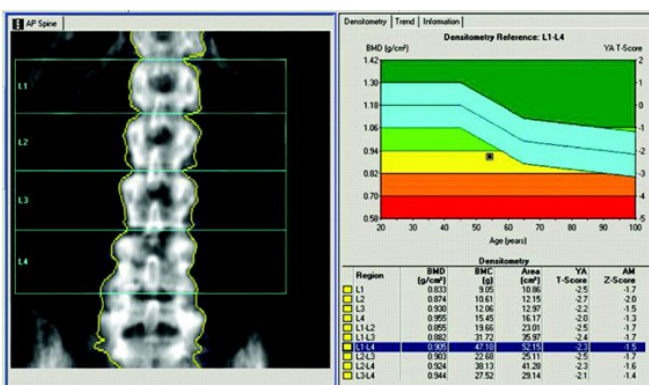 AP Spine
L1
L2
L3
L4
Densitometry Trend Information
Densitometry Reference: L1-L4
BMD (g/cm²) YA T-Score
1.42 2
1.30 1
1.18 0
1.06 -1
0.94 -2
0.82 -3
0.70 -4
0.58 -5
20 30 40 50 60 70 80 90 100
Age (years)
Densitometry
BMD BMC Area YA AM
Region (g/cm²) (g) (cm²) T-Score Z-Score
L1 0.833 9.05 10.86 -2.5 -1.7
L2 0.874 10.61 12.15 -2.7 -2.0
L3 0.930 12.06 12.97 -2.2 -1.5
L4 0.955 15.45 16.17 -2.0 -1.3
L1-L2 0.855 19.66 23.01 -2.5 -1.7
L1-L3 0.882 31.72 35.97 -2.4 -1.7
L1-L4 0.905 47.18 52.15 -2.3 -1.5
L2-L3 0.903 22.68 25.11 -2.5 -1.7
L2-L4 0.924 38.13 41.28 -2.3 -1.6
L3-L4 0.944 27.52 29.14 -2.1 -1.4